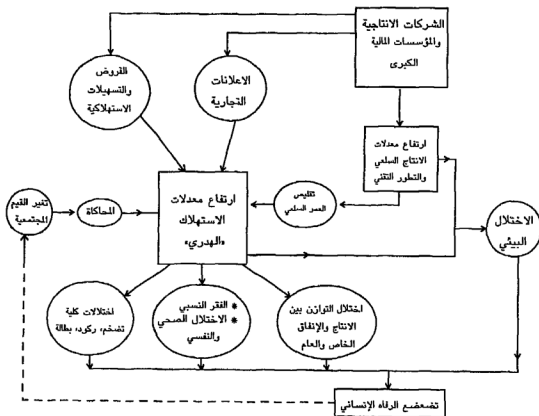 الشركات الانتاجية
والمؤسسات المالية
الكبرى
القروض
والتسهيلات
الاستهلاكية
الاعلانات
التجارية
ارتفاع معدلات
الانتاج السلعي
والتطور التقني
ارتفاع معدلات
الاستهلاك
«الهدري»
تقليص
العمر السلعي
المحاكاة
تغير القيم
المجتمعية
الاختلال
البيئي
اختلال التوازن بين
الانتاج والإنفاق
الخاص والعام
* الفقر النسبي
* الاختلال الصحي
والنفسي
اختلالات كلية
تضخم، ركود، بطالة
تضعضع الرفاه الإنساني